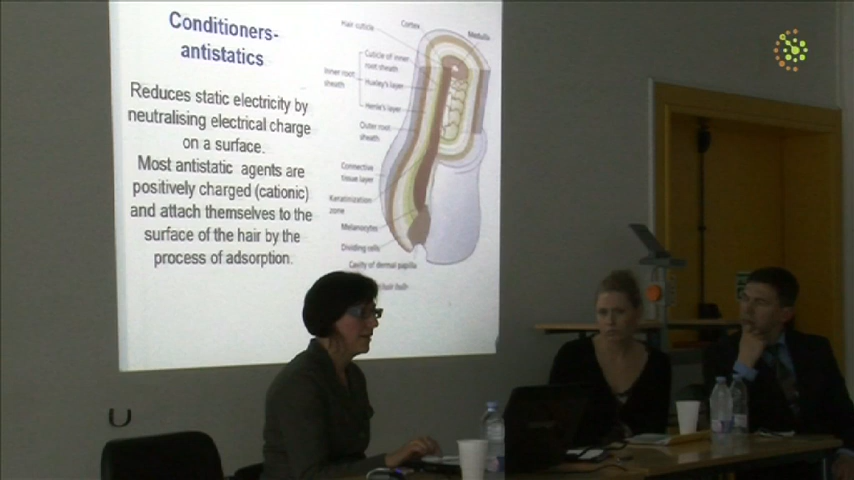 Conditioners-
antistatics
Reduces static electricity by
neutralising electrical charge
on a surface.
Most antistatic agents are
positively charged (cationic)
and attach themselves to the
surface of the hair by the
process of adsorption.
Hair cuticle
Cortex
Medulla
Cuticle of inner
root sheath
Inner root
sheath
Huxley's layer
Henle's layer
Outer root
sheath
Connective
tissue layer
Keratinization
zone
Melanocytes
Dividing cells
Cavity of dermal papilla
hair bulb